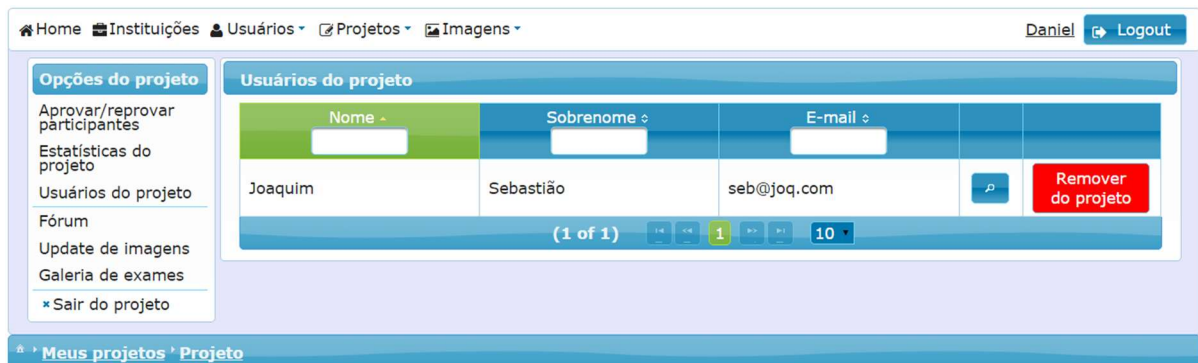 Home Instituições Usuários Projetos Imagens Daniel Logout
Opções do projeto
Aprovar/reprovar
participantes
Estatísticas do
projeto
Usuários do projeto
Fórum
Update de imagens
Galeria de exames
Sair do projeto
Usuários do projeto
Nome Sobrenome E-mail
Joaquim Sebastião seb@joq.com Remover
do projeto
(1 of 1) 1 10
Meus projetos Projeto